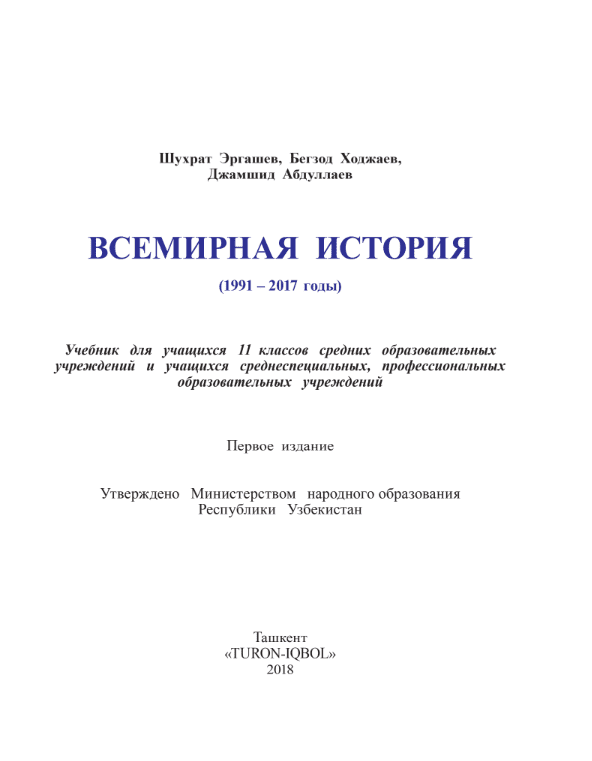 Шухрат Эргашев, Бегзод Ходжаев,
Джамшид Абдуллаев
ВСЕМИРНАЯ ИСТОРИЯ
(1991 – 2017 годы)
Учебник для учащихся 11 классов средних образовательных
учреждений и учащихся среднеспециальных, профессиональных
образовательных учреждений
Первое издание
Утверждено Министерством народного образования
Республики Узбекистан
Ташкент
«TURON-IQBOL»
2018